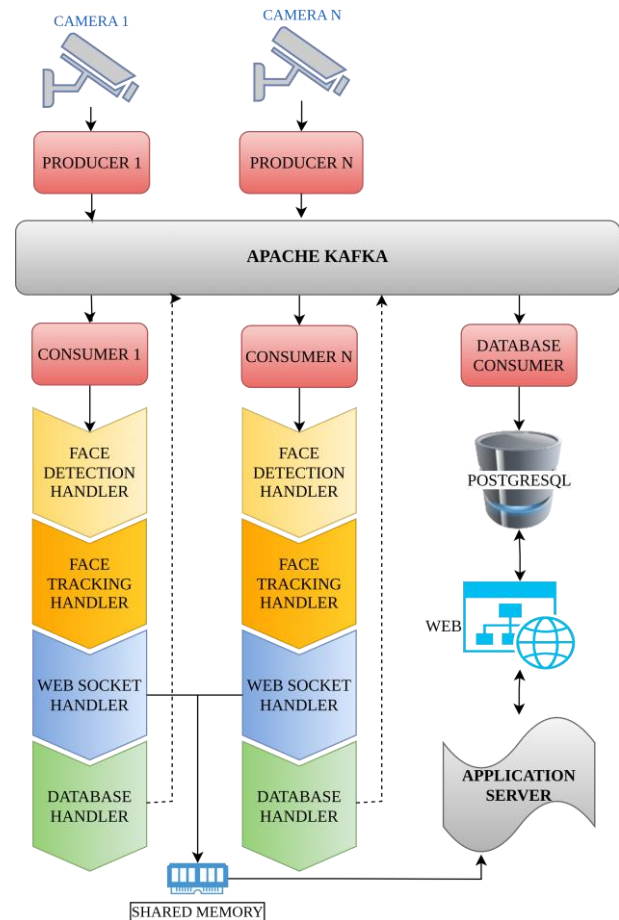 CAMERA 1
CAMERA N
PRODUCER 1
PRODUCER N
APACHE KAFKA
CONSUMER 1
CONSUMER N
DATABASE
CONSUMER
FACE
DETECTION
HANDLER
FACE
DETECTION
HANDLER
POSTGRESQL
FACE
TRACKING
HANDLER
FACE
TRACKING
HANDLER
WEB
WEB SOCKET
HANDLER
WEB SOCKET
HANDLER
DATABASE
HANDLER
DATABASE
HANDLER
APPLICATION
SERVER
SHARED MEMORY